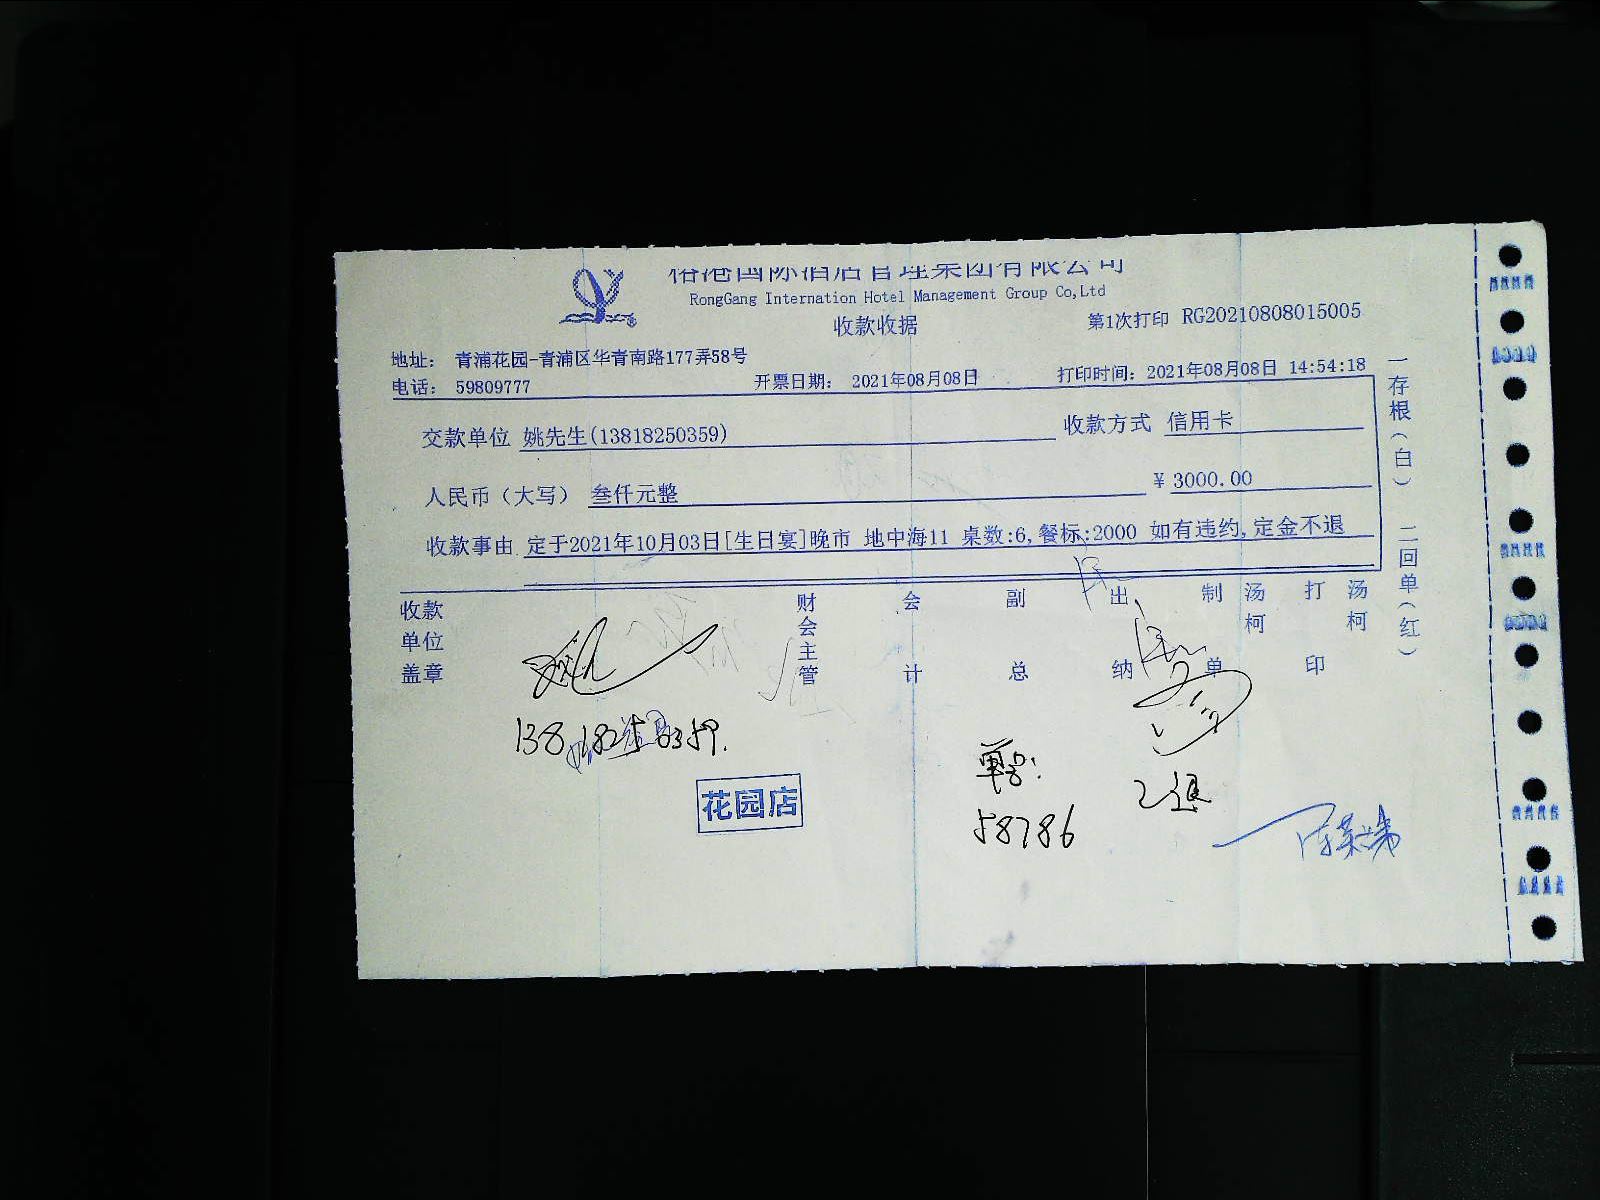 榕港国际酒店管理集团有限公司
RongGang Internation Hotel Management Group Co,Ltd
收款收据
第1次打印 RG20210808015005
地址： 青浦花园-青浦区华青南路177弄58号
电话： 59809777
开票日期： 2021年08月08日
打印时间：2021年08月08日 14:54:18
交款单位 姚先生(13818250359)
收款方式 信用卡
人民币（大写） 叁仟元整
¥ 3000.00
收款事由 定于2021年10月03日[生日宴]晚市 地中海11 桌数:6,餐标:2000 如有违约,定金不退
收款单位盖章
财会主管
会计
副总
出纳
制单
汤柯
打印
汤柯
一存根（白） 二回单（红）
13818250359.
花园店
单号:
58786
已退